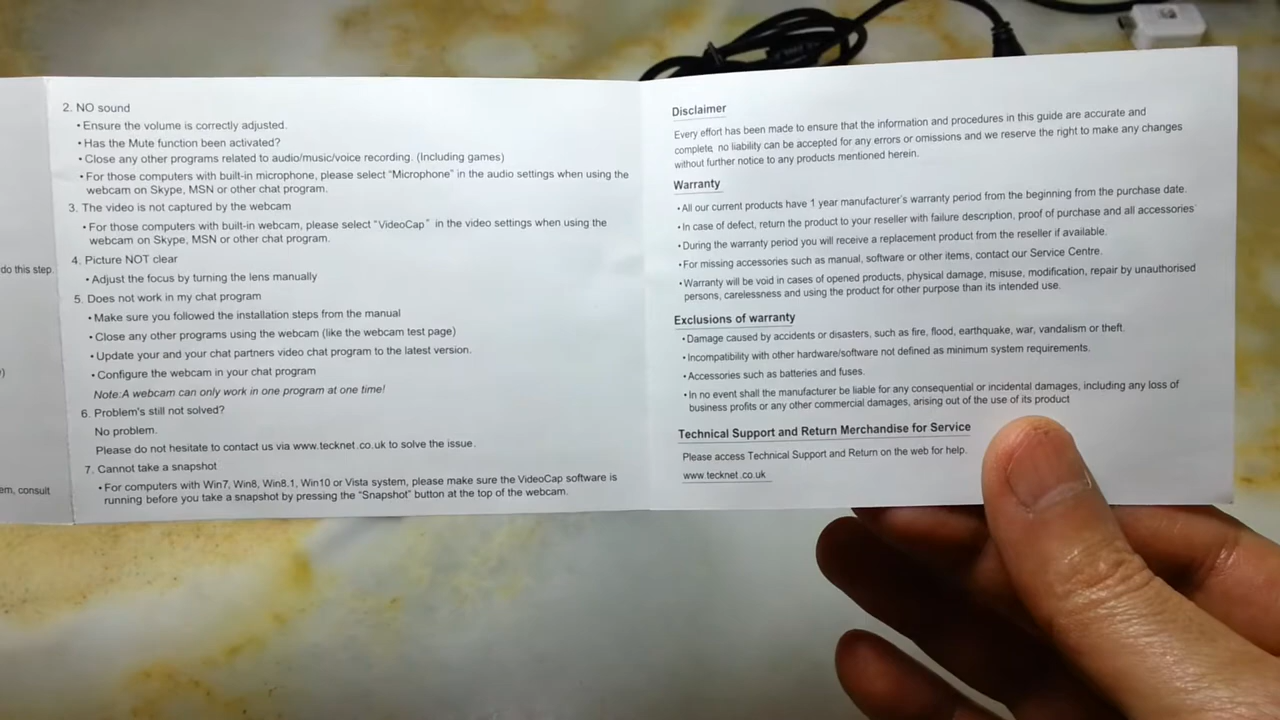 do this step.
)
em, consult
2. NO sound
• Ensure the volume is correctly adjusted.
• Has the Mute function been activated?
• Close any other programs related to audio/music/voice recording. (Including games)
• For those computers with built-in microphone, please select "Microphone" in the audio settings when using the
webcam on Skype, MSN or other chat program.
3. The video is not captured by the webcam
• For those computers with built-in webcam, please select "VideoCap" in the video settings when using the
webcam on Skype, MSN or other chat program.
4. Picture NOT clear
• Adjust the focus by turning the lens manually
5. Does not work in my chat program
• Make sure you followed the installation steps from the manual
• Close any other programs using the webcam (like the webcam test page)
• Update your and your chat partners video chat program to the latest version.
• Configure the webcam in your chat program
Note:A webcam can only work in one program at one time!
6. Problem's still not solved?
No problem.
Please do not hesitate to contact us via www.tecknet.co.uk to solve the issue.
7. Cannot take a snapshot
• For computers with Win7, Win8, Win8.1, Win10 or Vista system, please make sure the VideoCap software is
running before you take a snapshot by pressing the "Snapshot" button at the top of the webcam.
Disclaimer
Every effort has been made to ensure that the information and procedures in this guide are accurate and
complete, no liability can be accepted for any errors or omissions and we reserve the right to make any changes
without further notice to any products mentioned herein.
Warranty
• All our current products have 1 year manufacturer's warranty period from the beginning from the purchase date.
• In case of defect, return the product to your reseller with failure description, proof of purchase and all accessories
• During the warranty period you will receive a replacement product from the reseller if available.
• For missing accessories such as manual, software or other items, contact our Service Centre.
• Warranty will be void in cases of opened products, physical damage, misuse, modification, repair by unauthorised
persons, carelessness and using the product for other purpose than its intended use.
Exclusions of warranty
• Damage caused by accidents or disasters, such as fire, flood, earthquake, war, vandalism or theft.
• Incompatibility with other hardware/software not defined as minimum system requirements.
• Accessories such as batteries and fuses.
• In no event shall the manufacturer be liable for any consequential or incidental damages, including any loss of
business profits or any other commercial damages, arising out of the use of its product
Technical Support and Return Merchandise for Service
Please access Technical Support and Return on the web for help.
www.tecknet.co.uk